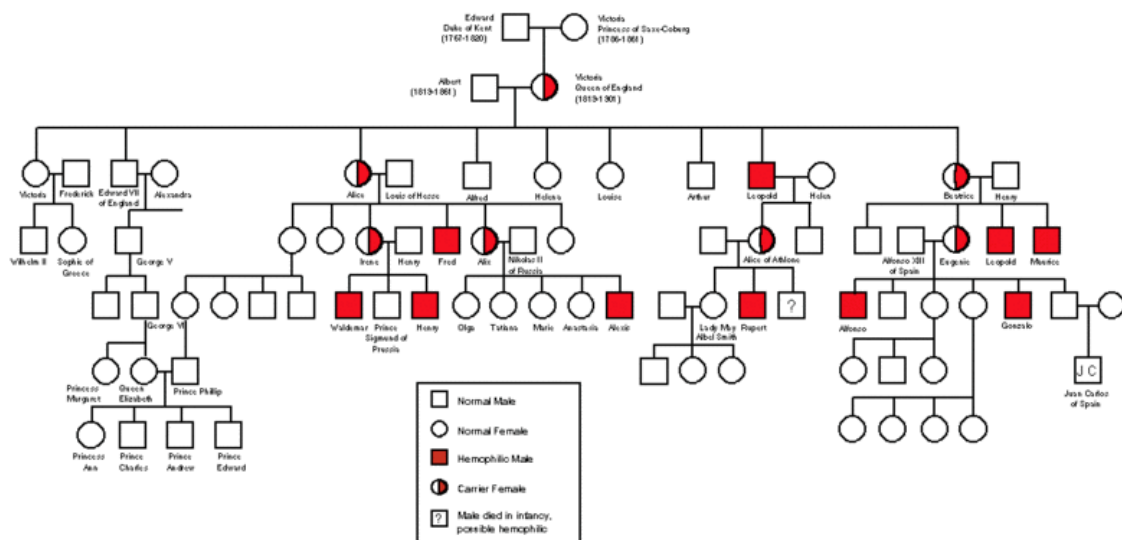 Edward
Duke of Kent
(1767-1820)
Victoria
Princess of Saxe-Coberg
(1786-1861)
Albert
(1819-1861)
Victoria
Queen of England
(1819-1901)
Victoria
Frederick
Edward VII
of England
Alexandra
Alice
Louis of Hesse
Alfred
Helena
Louise
Arthur
Leopold
Helen
Beatrice
Henry
Wilhelm II
Sophie of
Greece
George V
Irene
Henry
Fred
Alix
Nikolas II
of Russia
Alice of Athlone
Alfonso XIII
of Spain
Eugenie
Leopold
Maurice
George VI
Waldemar
Prince
Sigmund of
Prussia
Henry
Olga
Tatiana
Marie
Anastasia
Alexis
Lady May
Abel Smith
Rupert
?
Alfonso
Gonzalo
Princess
Margaret
Queen
Elizabeth
Prince Phillip
J C
Juan Carlos
of Spain
Princess
Ann
Prince
Charles
Prince
Andrew
Prince
Edward
Normal Male
Normal Female
Hemophilic Male
Carrier Female
? Male died in infancy,
possible hemophilic